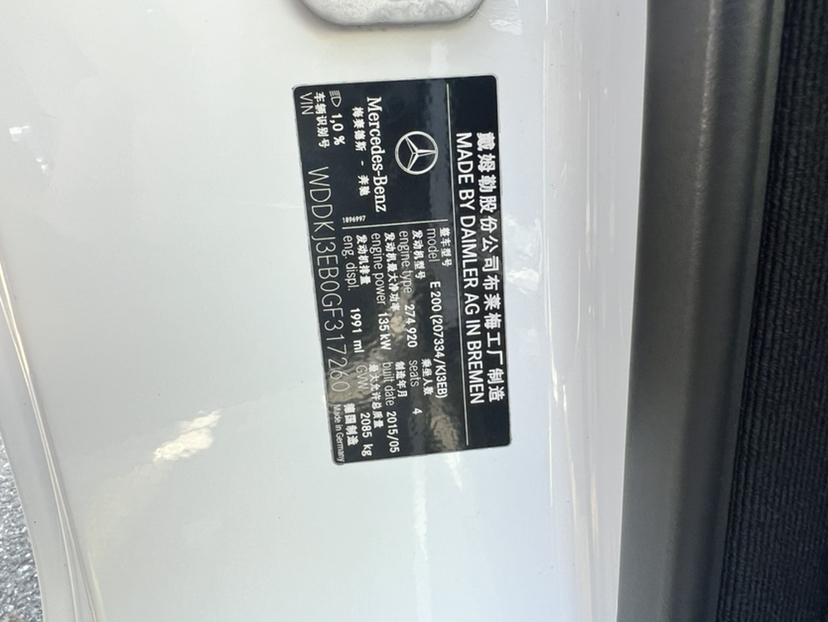 戴姆勒股份公司布莱梅工厂制造
MADE BY DAIMLER AG IN BREMEN
Mercedes-Benz
梅赛德斯 - 奔驰
整车型号
model E 200 (207334/KJ3EB)
发动机型号 乘坐人数
engine type 274 920 seats 4
发动机最大净功率 制造年月
engine power 135 kW built date 2015/05
发动机排量 最大允许总质量
eng. displ. 1991 ml GVW 2085 kg
1896997
1,0 %
车辆识别号 德国制造
VIN WDDKJ3EB0GF317260 Made in Germany